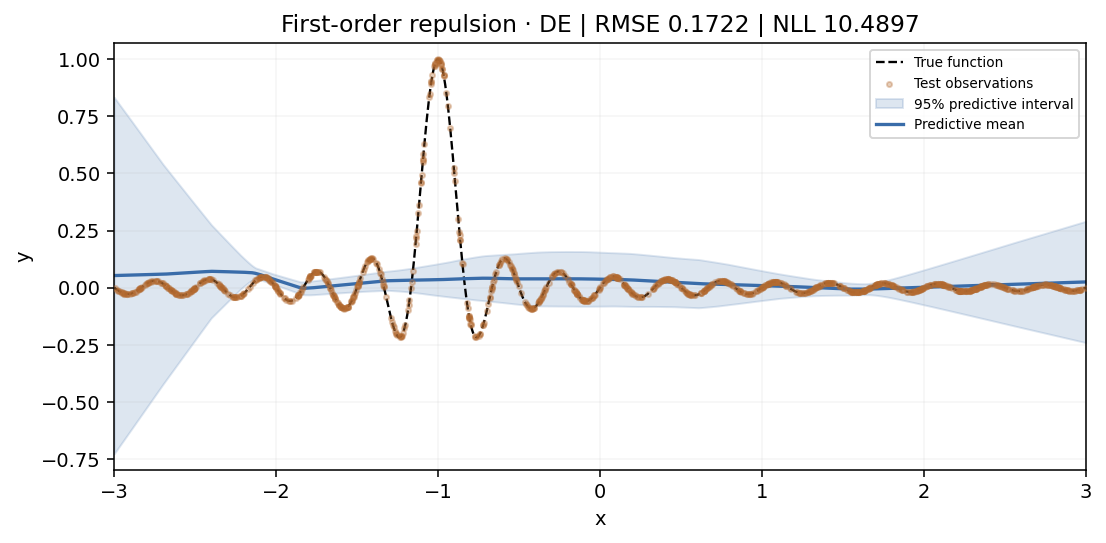 First-order repulsion · DE | RMSE 0.1722 | NLL 10.4897
True function
Test observations
95% predictive interval
Predictive mean
y
1.00
0.75
0.50
0.25
0.00
−0.25
−0.50
−0.75
−3
−2
−1
0
1
2
3
x